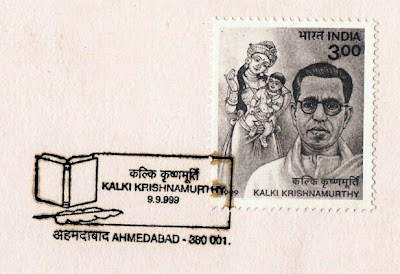 भारत INDIA
3.00
कल्कि कृष्णमूर्ति
KALKI KRISHNAMURTHY
कल्कि कृष्णमूर्ति
KALKI KRISHNAMURTHY
9.9.999
अहमदाबाद AHMEDABAD - 380 001.